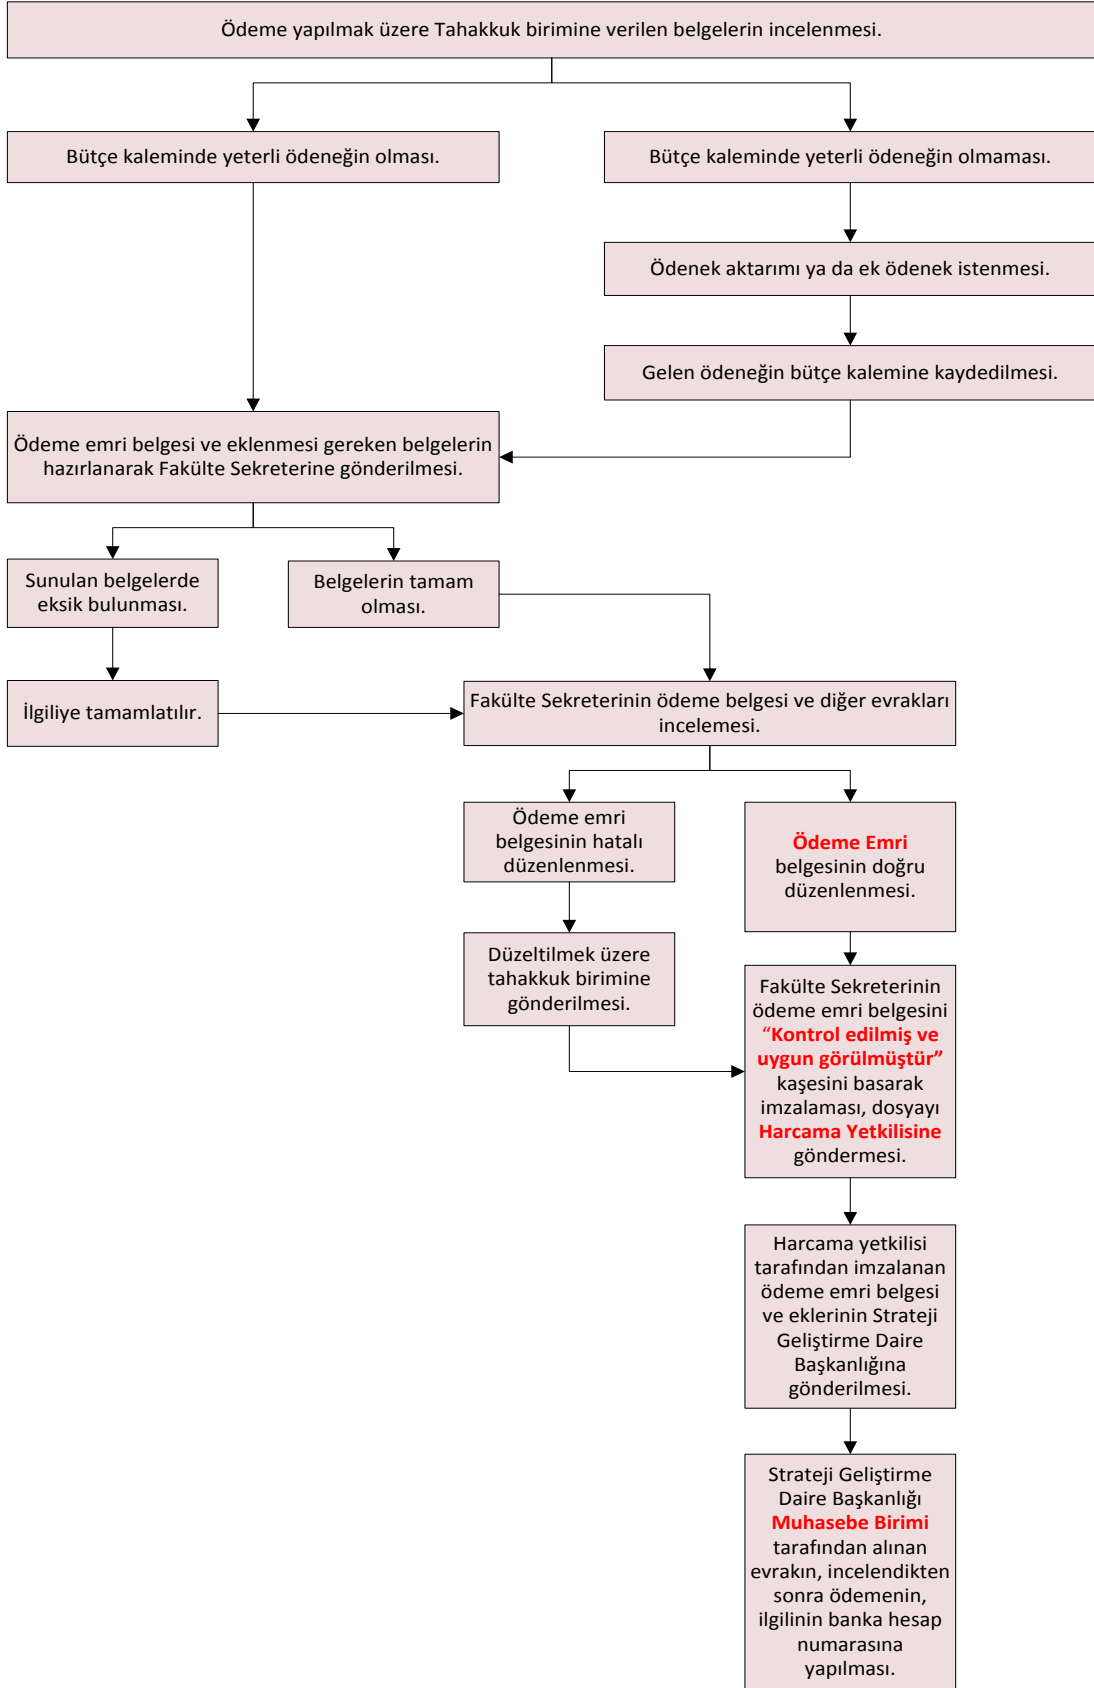 Ödeme yapılmak üzere Tahakkuk birimine verilen belgelerin incelenmesi.
Bütçe kaleminde yeterli ödeneğin olması.
Bütçe kaleminde yeterli ödeneğin olmaması.
Ödenek aktarımı ya da ek ödenek istenmesi.
Gelen ödeneğin bütçe kalemine kaydedilmesi.
Ödeme emri belgesi ve eklenmesi gereken belgelerin
hazırlanarak Fakülte Sekreterine gönderilmesi.
Sunulan belgelerde
eksik bulunması.
Belgelerin tamam
olması.
İlgiliye tamamlatılır.
Fakülte Sekreterinin ödeme belgesi ve diğer evrakları
incelemesi.
Ödeme emri
belgesinin hatalı
düzenlenmesi.
Ödeme Emri
belgesinin doğru
düzenlenmesi.
Düzeltilmek üzere
tahakkuk birimine
gönderilmesi.
Fakülte Sekreterinin
ödeme emri belgesini
“Kontrol edilmiş ve
uygun görülmüştür”
kaşesini basarak
imzalaması, dosyayı
Harcama Yetkilisine
göndermesi.
Harcama yetkilisi
tarafından imzalanan
ödeme emri belgesi
ve eklerinin Strateji
Geliştirme Daire
Başkanlığına
gönderilmesi.
Strateji Geliştirme
Daire Başkanlığı
Muhasebe Birimi
tarafından alınan
evrakın, incelendikten
sonra ödemenin,
ilgilinin banka hesap
numarasına
yapılması.